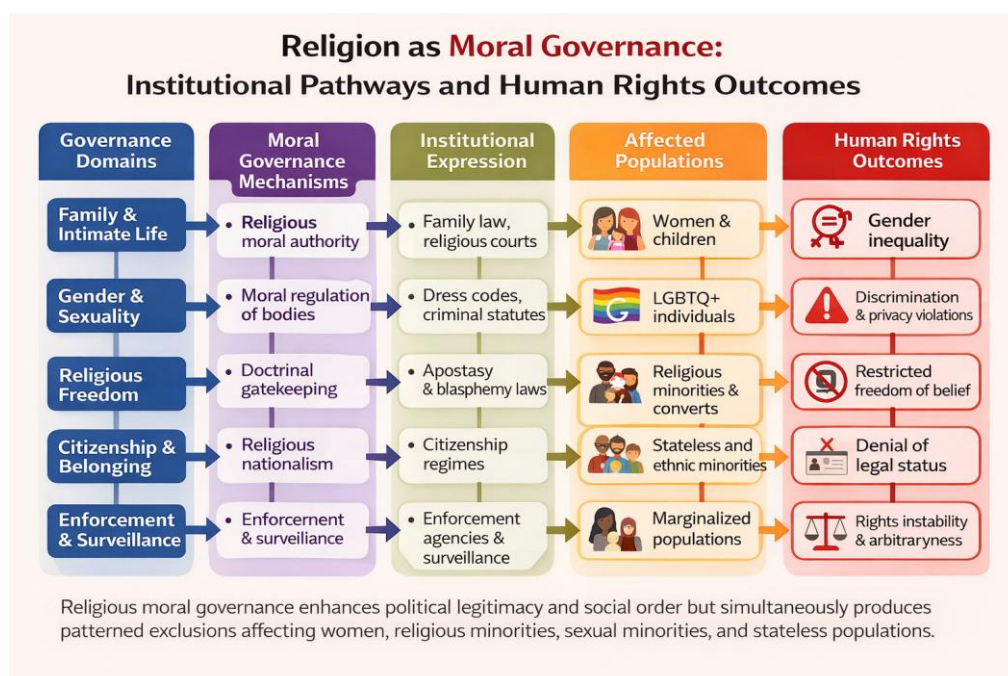 Religion as Moral Governance:
Institutional Pathways and Human Rights Outcomes
Governance
Domains
Moral
Governance
Mechanisms
Institutional
Expression
Affected
Populations
Human Rights
Outcomes
Family &
Intimate Life
• Religious
moral authority
• Family law,
religious courts
Women &
children
Gender
inequality
Gender &
Sexuality
• Moral regulation
of bodies
• Dress codes,
criminal statutes
G
LGBTQ+
individuals
Discrimination
& privacy violations
Religious
Freedom
• Doctrinal
gatekeeping
• Apostasy
& blasphemy laws
Religious
minorities &
converts
Restricted
freedom of belief
Citizenship &
Belonging
• Religious
nationalism
• Citizenship
regimes
Stateless and
ethnic minorities
Denial of
legal status
Enforcement
& Surveillance
• Enforcernent
& surveiliance
• Enforcement
agencies &
surveillance
Marginalized
populations
Rights instability
& arbitraryness
Religious moral governance enhances political legitimacy and social order but simultaneously produces
patterned exclusions affecting women, religious minorities, sexual minorities, and stateless populations.